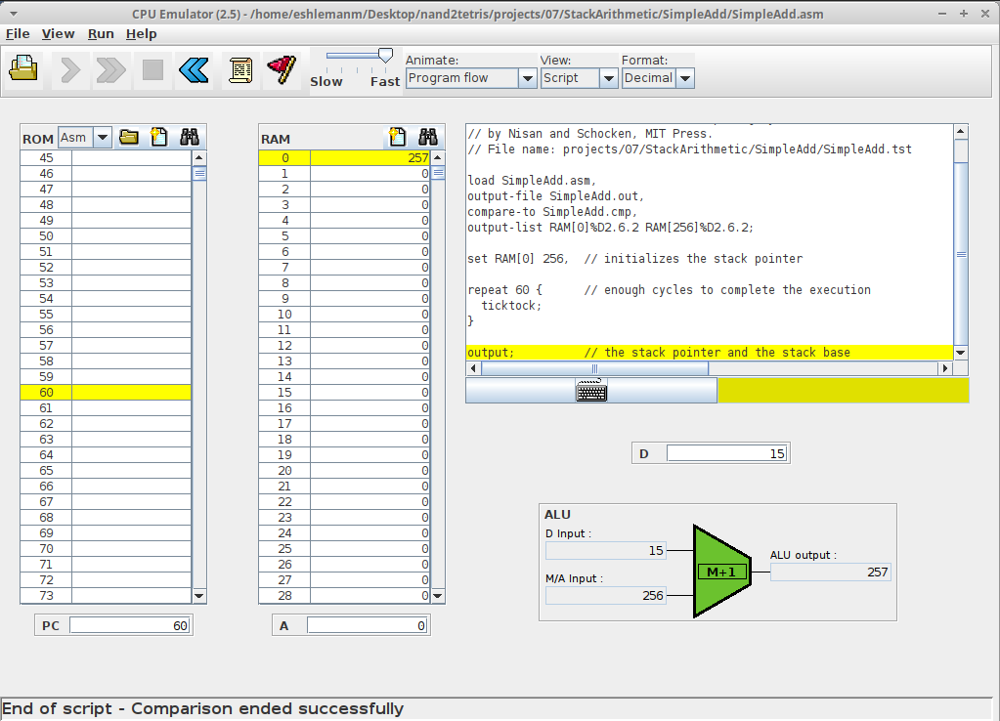 CPU Emulator (2.5) - /home/eshlemanm/Desktop/nand2tetris/projects/07/StackArithmetic/SimpleAdd/SimpleAdd.asm
File View Run Help
Slow Fast
Animate:
Program flow
View:
Script
Format:
Decimal
ROM Asm
45
46
47
48
49
50
51
52
53
54
55
56
57
58
59
60
61
62
63
64
65
66
67
68
69
70
71
72
73
PC 60
RAM
0 257
1 0
2 0
3 0
4 0
5 0
6 0
7 0
8 0
9 0
10 0
11 0
12 0
13 0
14 0
15 0
16 0
17 0
18 0
19 0
20 0
21 0
22 0
23 0
24 0
25 0
26 0
27 0
28 0
A 0
// by Nisan and Schocken, MIT Press.
// File name: projects/07/StackArithmetic/SimpleAdd/SimpleAdd.tst
load SimpleAdd.asm,
output-file SimpleAdd.out,
compare-to SimpleAdd.cmp,
output-list RAM[0]%D2.6.2 RAM[256]%D2.6.2;
set RAM[0] 256,  // initializes the stack pointer
repeat 60 {      // enough cycles to complete the execution
  ticktock;
}
output;          // the stack pointer and the stack base
D 15
ALU
D Input :
15
M/A Input :
256
M+1
ALU output :
257
End of script - Comparison ended successfully